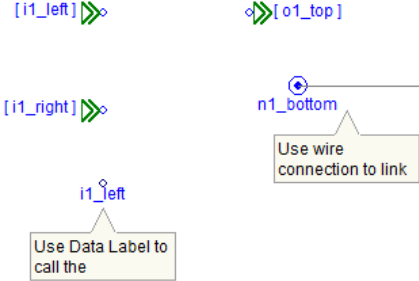 [ i1_left ]
[ o1_top ]
[ i1_right ]
n1_bottom
Use wire
connection to link
i1_left
Use Data Label to
call the